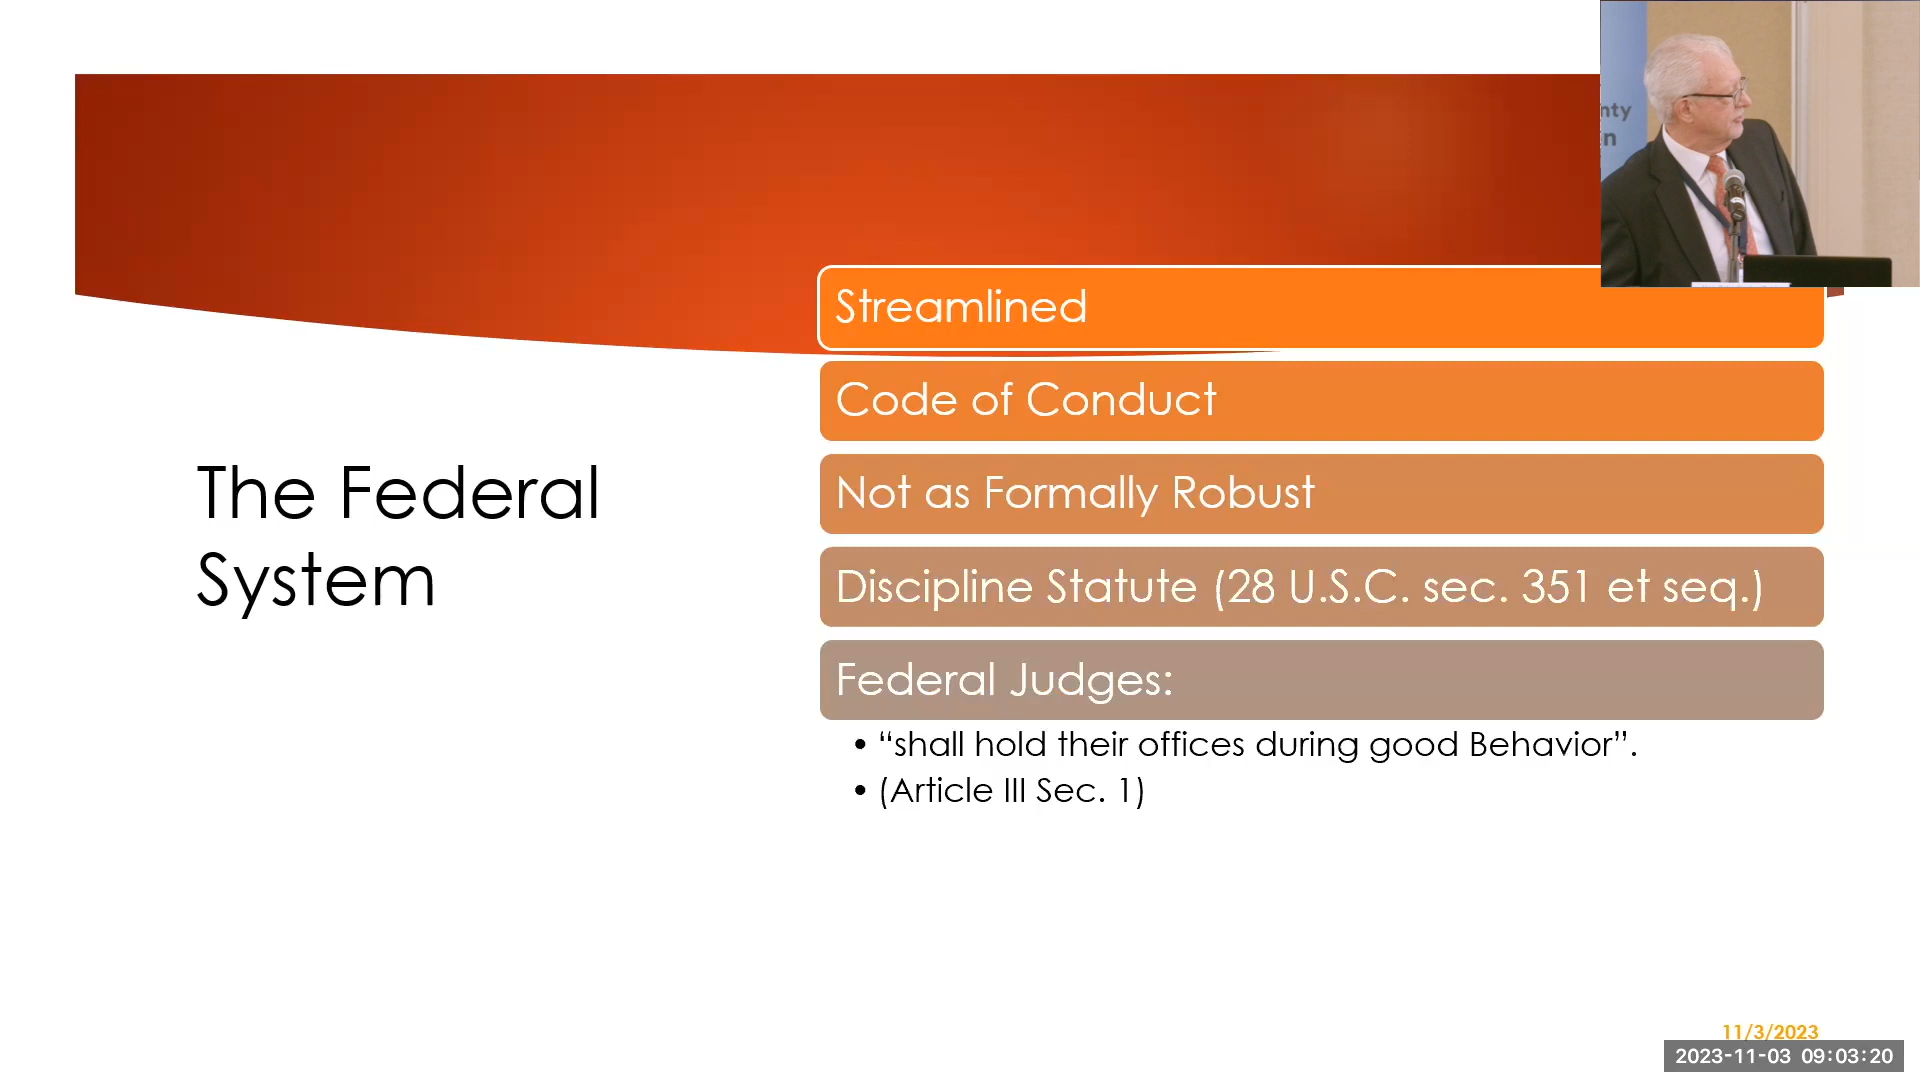 The Federal
System
Streamlined
Code of Conduct
Not as Formally Robust
Discipline Statute (28 U.S.C. sec. 351 et seq.)
Federal Judges:
• “shall hold their offices during good Behavior”.
• (Article III Sec. 1)
11/3/2023
2023-11-03 09:03:20